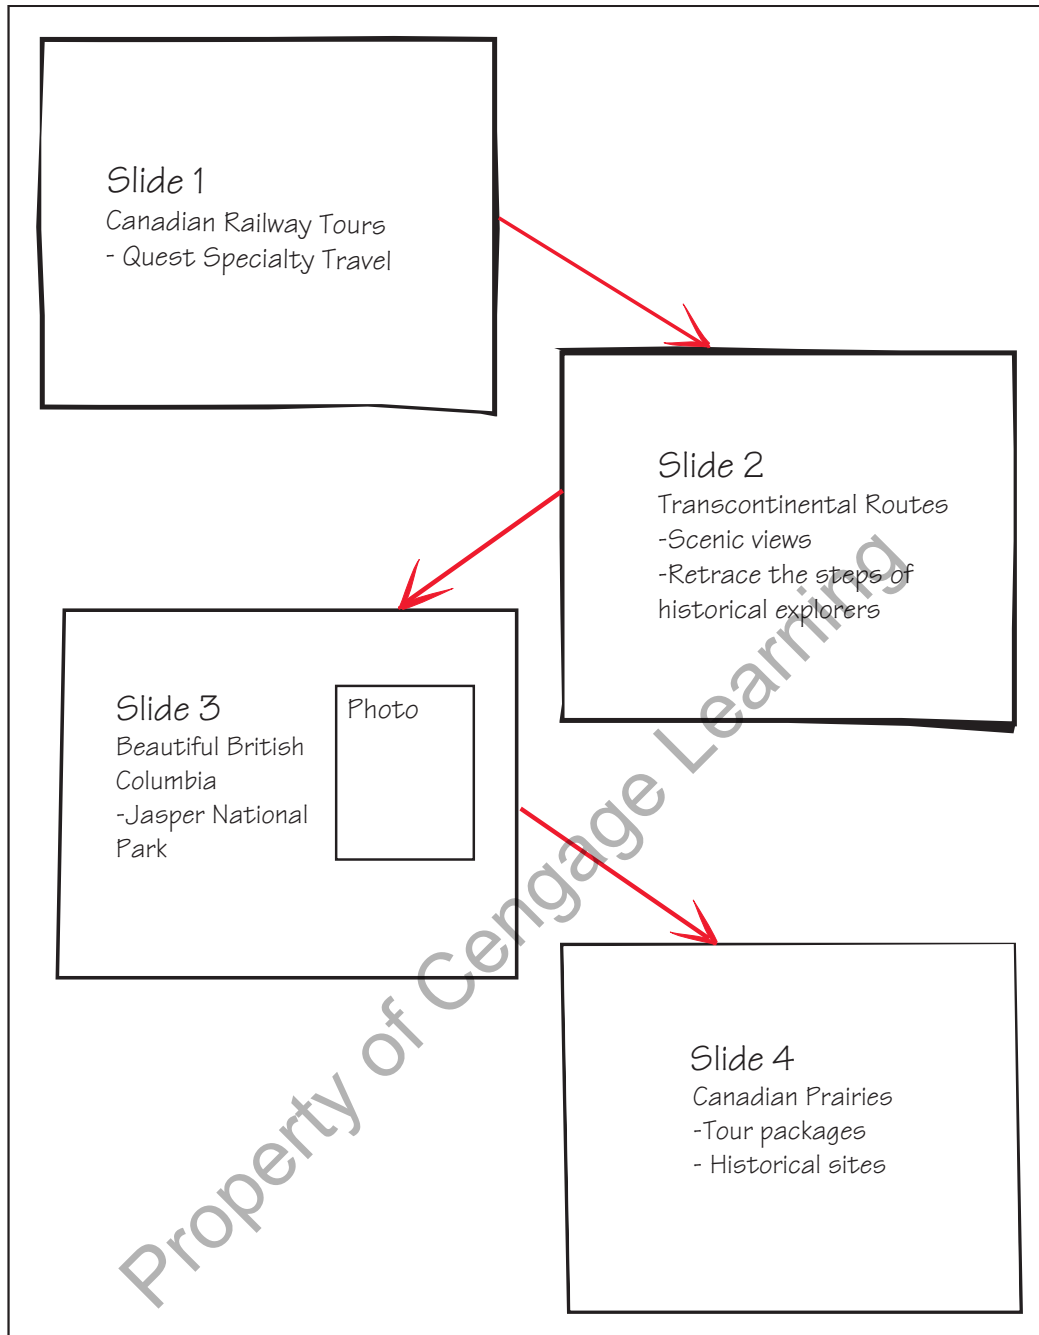 Slide 1
Canadian Railway Tours
- Quest Specialty Travel
Slide 2
Transcontinental Routes
-Scenic views
-Retrace the steps of
historical explorers
Slide 3
Beautiful British
Columbia
-Jasper National
Park
Photo
Slide 4
Canadian Prairies
-Tour packages
- Historical sites
Property of Cengage Learning